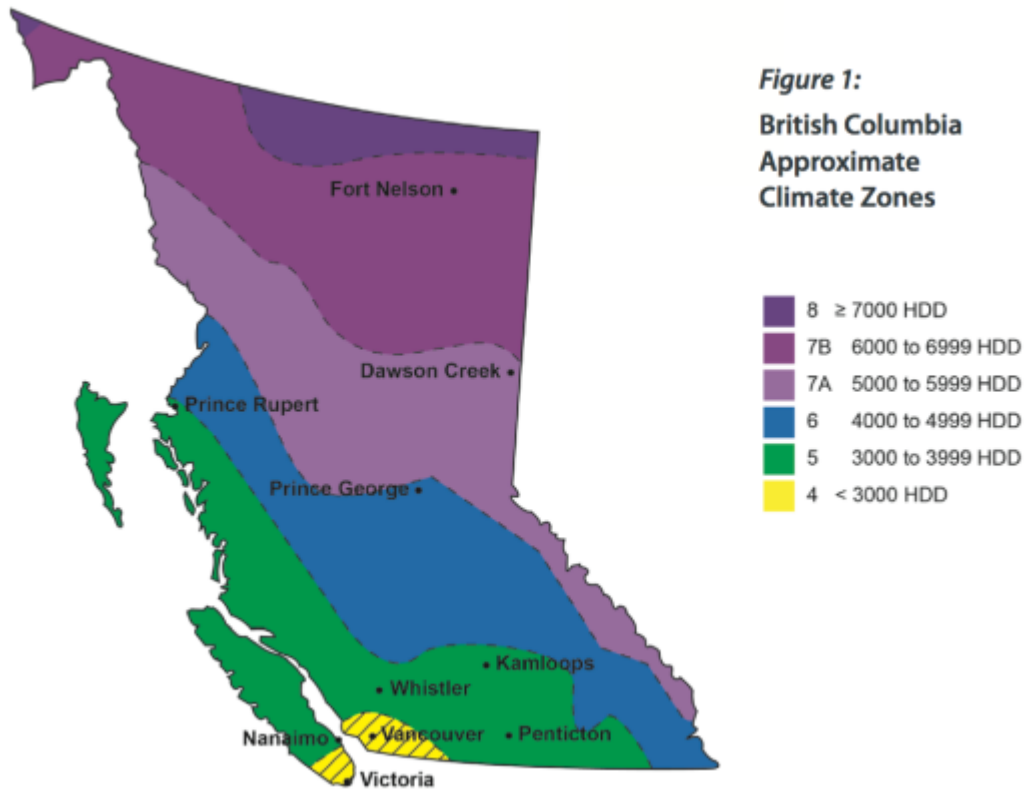 Figure 1:
British Columbia
Approximate
Climate Zones
Fort Nelson
8 ≥ 7000 HDD
7B 6000 to 6999 HDD
Dawson Creek
7A 5000 to 5999 HDD
Prince Rupert
6 4000 to 4999 HDD
5 3000 to 3999 HDD
Prince George
4 < 3000 HDD
Kamloops
Whistler
Nanaimo
Vancouver
Penticton
Victoria